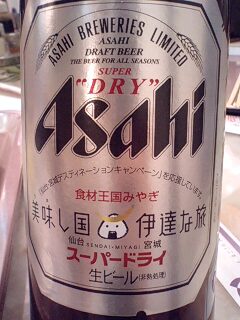 ASAHI BREWERIES LIMITED
ASAHI
DRAFT BEER
THE BEER FOR ALL SEASONS
SUPER
"DRY"
Asahi
「仙台・宮城デスティネーションキャンペーン」を応援しています。
食材王国みやぎ
美味し国 伊達な旅
仙台 SENDAI・MIYAGI 宮城
スーパードライ
生ビール(非熱処理)